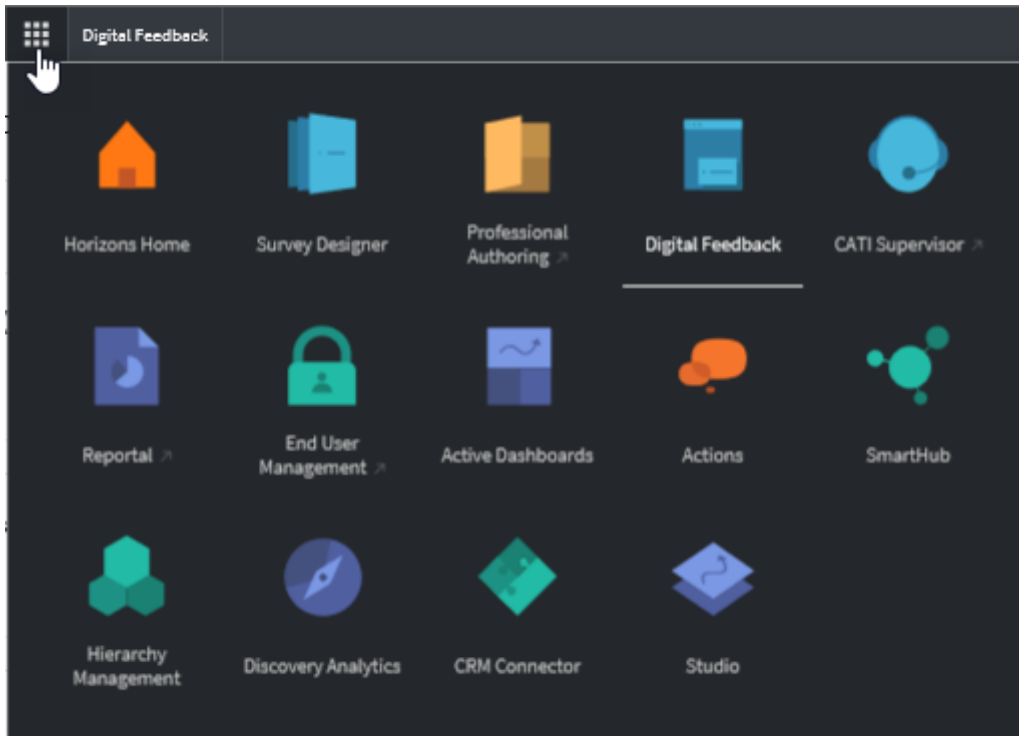 Digital Feedback
Horizons Home
Survey Designer
Professional
Authoring ↗
Digital Feedback
CATI Supervisor ↗
Reportal ↗
End User
Management ↗
Active Dashboards
Actions
SmartHub
Hierarchy
Management
Discovery Analytics
CRM Connector
Studio